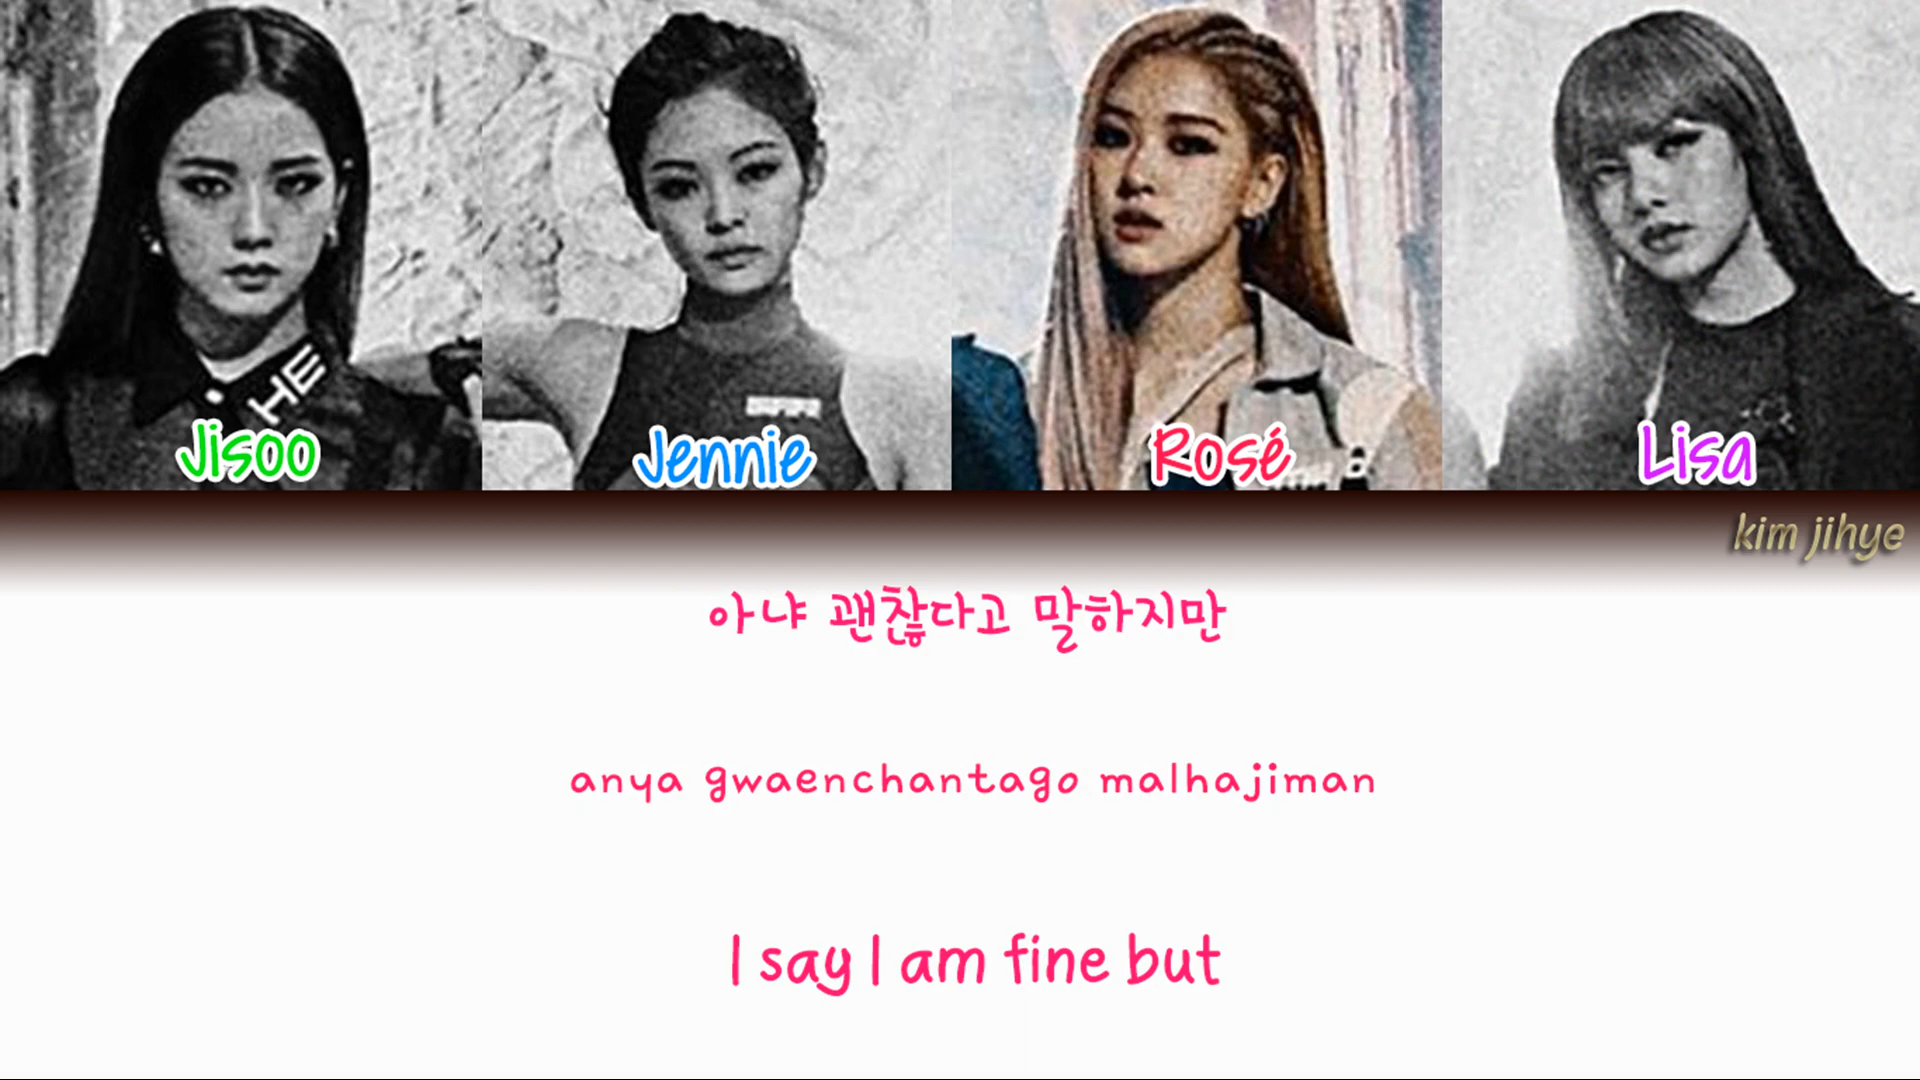 HE
Jisoo
Jennie
Rosé
Lisa
kim jihye
아냐 괜찮다고 말하지만
anya gwaenchantago malhajiman
I say I am fine but